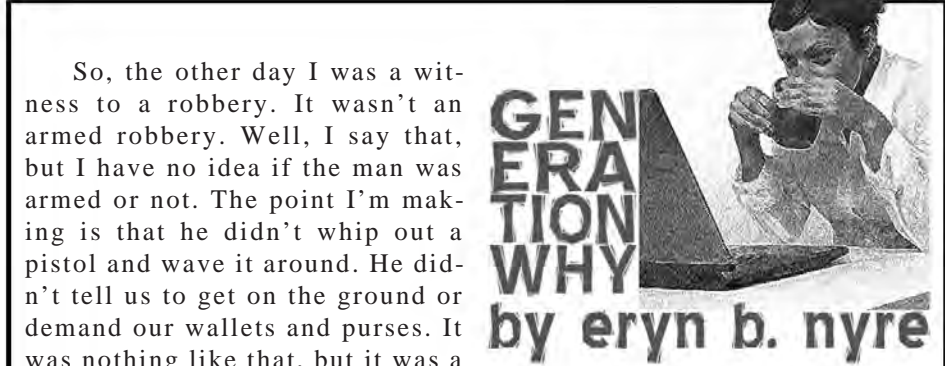 So, the other day I was a wit-
ness to a robbery. It wasn't an
armed robbery. Well, I say that,
but I have no idea if the man was
armed or not. The point I'm mak-
ing is that he didn't whip out a
pistol and wave it around. He did-
n't tell us to get on the ground or
demand our wallets and purses. It
was nothing like that, but it was a
GEN
ERA
TION
WHY
by eryn b. nyre